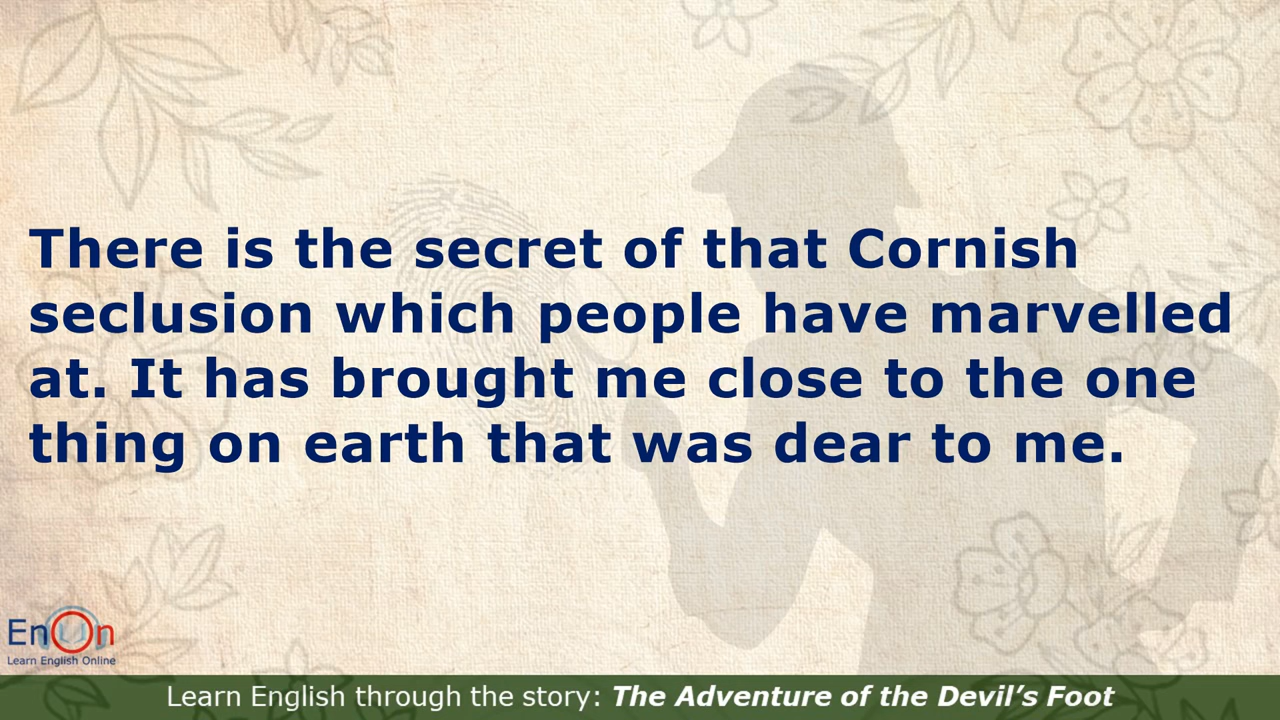 There is the secret of that Cornish
seclusion which people have marvelled
at. It has brought me close to the one
thing on earth that was dear to me.
EnOn
Learn English Online
Learn English through the story: The Adventure of the Devil’s Foot